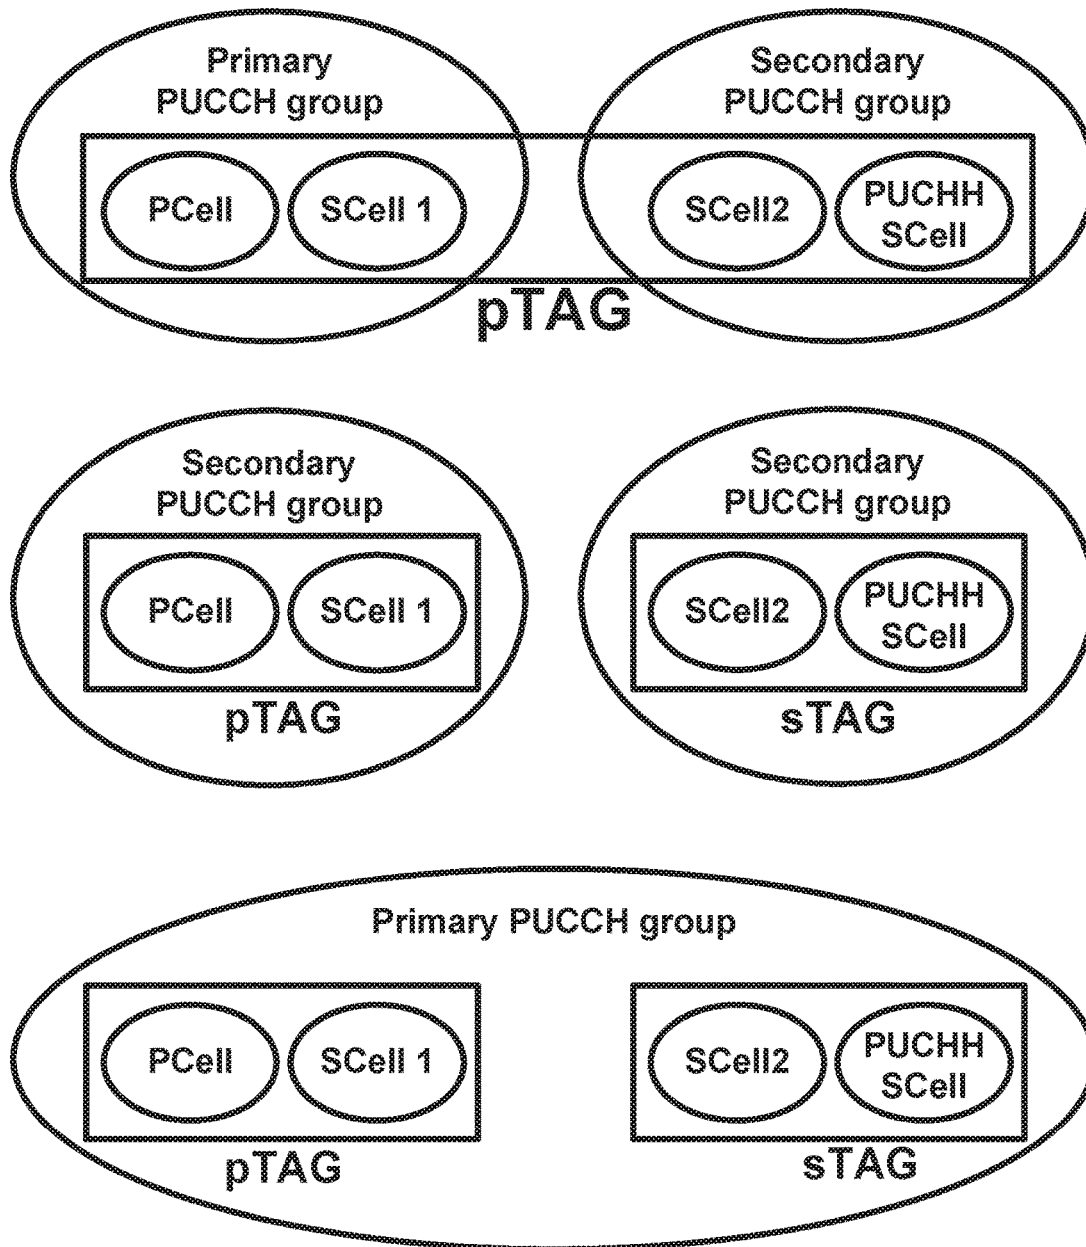 Primary
PUCCH group
Secondary
PUCCH group
PCell
SCell 1
SCell2
PUCHH
SCell
pTAG
Secondary
PUCCH group
Secondary
PUCCH group
PCell
SCell 1
SCell2
PUCHH
SCell
pTAG
sTAG
Primary PUCCH group
PCell
SCell 1
SCell2
PUCHH
SCell
pTAG
sTAG